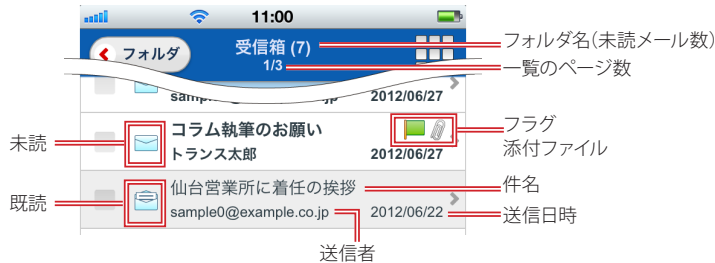 11:00
フォルダ
受信箱 (7)
1/3
フォルダ名(未読メール数)
一覧のページ数
2012/06/27
コラム執筆のお願い
トランス太郎
2012/06/27
未読
フラグ
添付ファイル
仙台営業所に着任の挨拶
sample0@example.co.jp
2012/06/22
既読
件名
送信日時
送信者